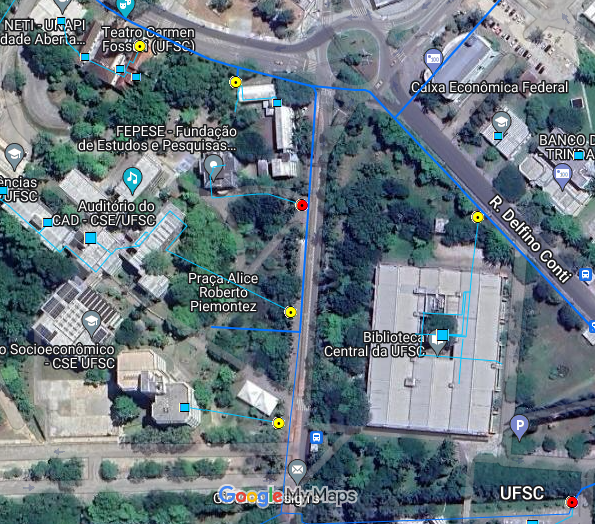 NETI - UNAPI
dade Aberta...
Teatro Carmen
Fossari (UFSC)
Caixa Econômica Federal
FEPESE - Fundação
de Estudos e Pesquisas...
BANCO D
- TRINDA
ências
/UFSC
Auditório do
CAD - CSE/UFSC
R. Delfino Conti
Praça Alice
Roberto
Piemontez
Biblioteca
Central da UFSC
o Socioeconômico
- CSE UFSC
P
UFSC
Google My Maps